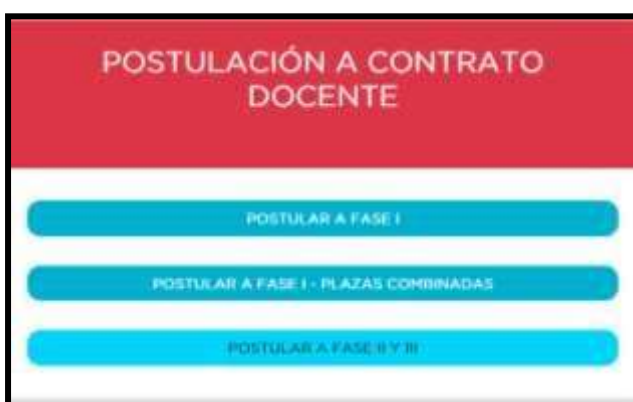 POSTULACIÓN A CONTRATO
DOCENTE
POSTULAR A FASE I
POSTULAR A FASE I - PLAZAS COMBINADAS
POSTULAR A FASE II Y III